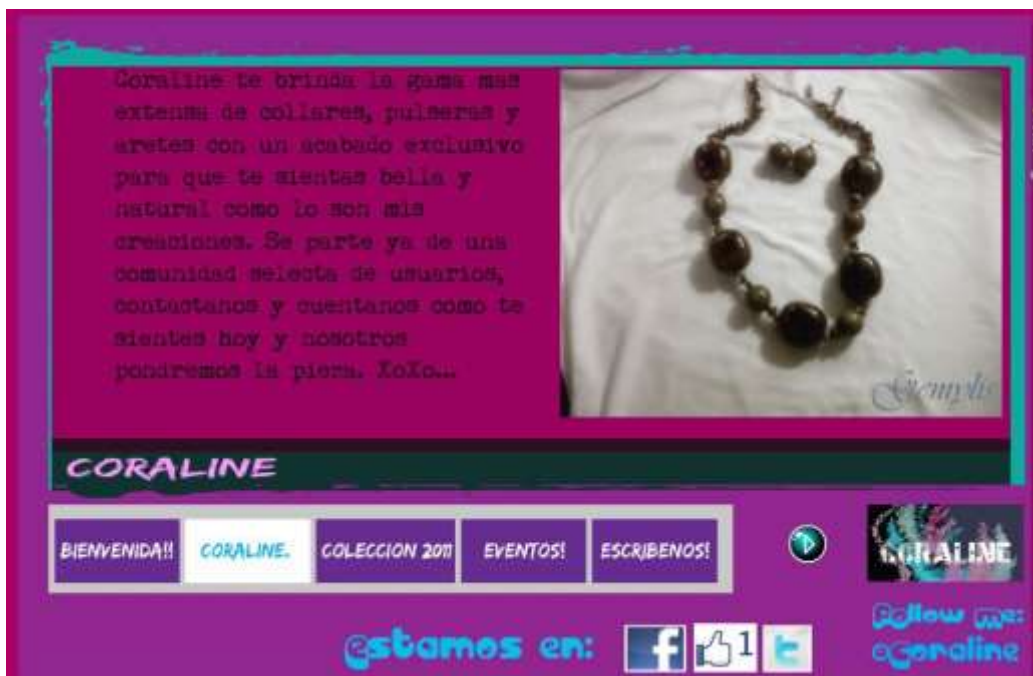 Coraline te brinda la gama mas
extensa de collares, pulseras y
aretes con un acabado exclusivo
para que te sientas bella y
natural como lo son mis
creaciones. Se parte ya de una
comunidad selecta de usuarios,
contactanos y cuentanos como te
sientes hoy y nosotros
pondremos la piera. XoXo...
CORALINE
BIENVENIDA!!
CORALINE.
COLECCION 2011
EVENTOS!
ESCRIBENOS!
CORALINE
estamos en:
f
1
t
Follow me:
@Coraline